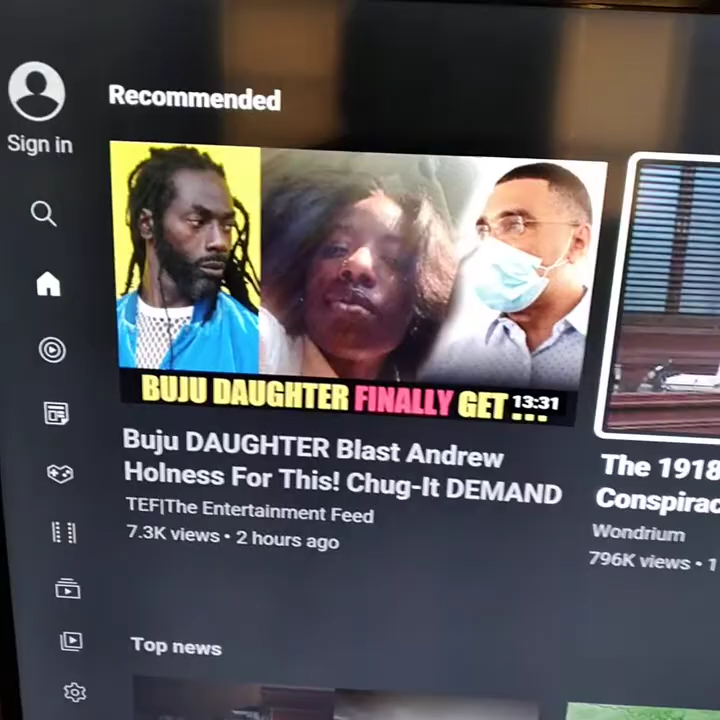 Sign in
Recommended
BUJU DAUGHTER FINALLY GET ...
13:31
Buju DAUGHTER Blast Andrew
Holness For This! Chug-It DEMAND
TEF|The Entertainment Feed
7.3K views • 2 hours ago
The 1918
Conspirac
Wondrium
796K views • 1
Top news